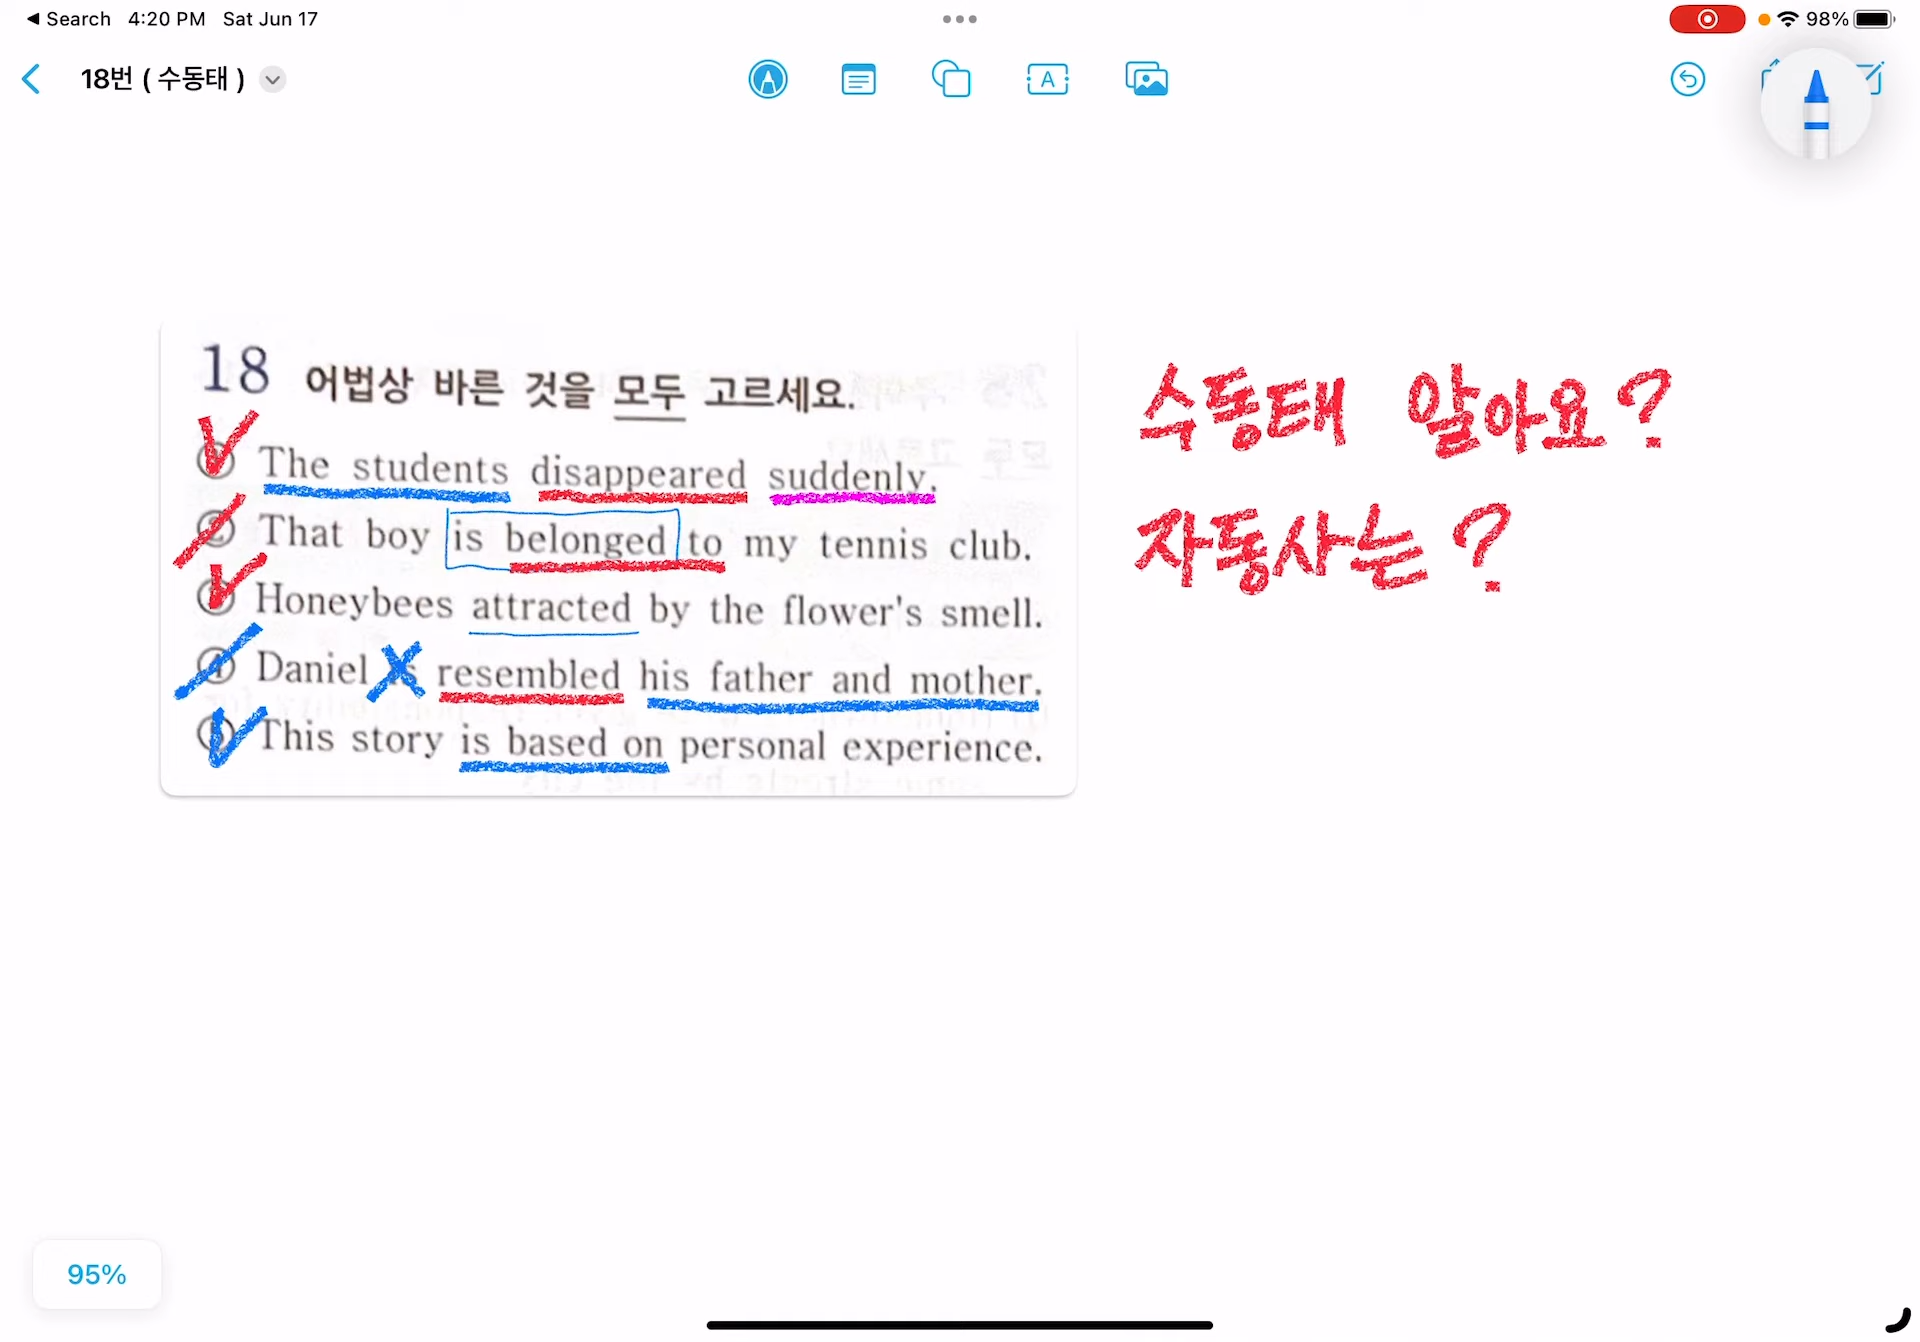 Search 4:20 PM Sat Jun 17
98%
18번 ( 수동태 )
A
18 어법상 바른 것을 모두 고르세요.
① The students disappeared suddenly.
② That boy is belonged to my tennis club.
③ Honeybees attracted by the flower's smell.
④ Daniel is resembled his father and mother.
⑤ This story is based on personal experience.
수동태 알아요?
자동사는?
95%